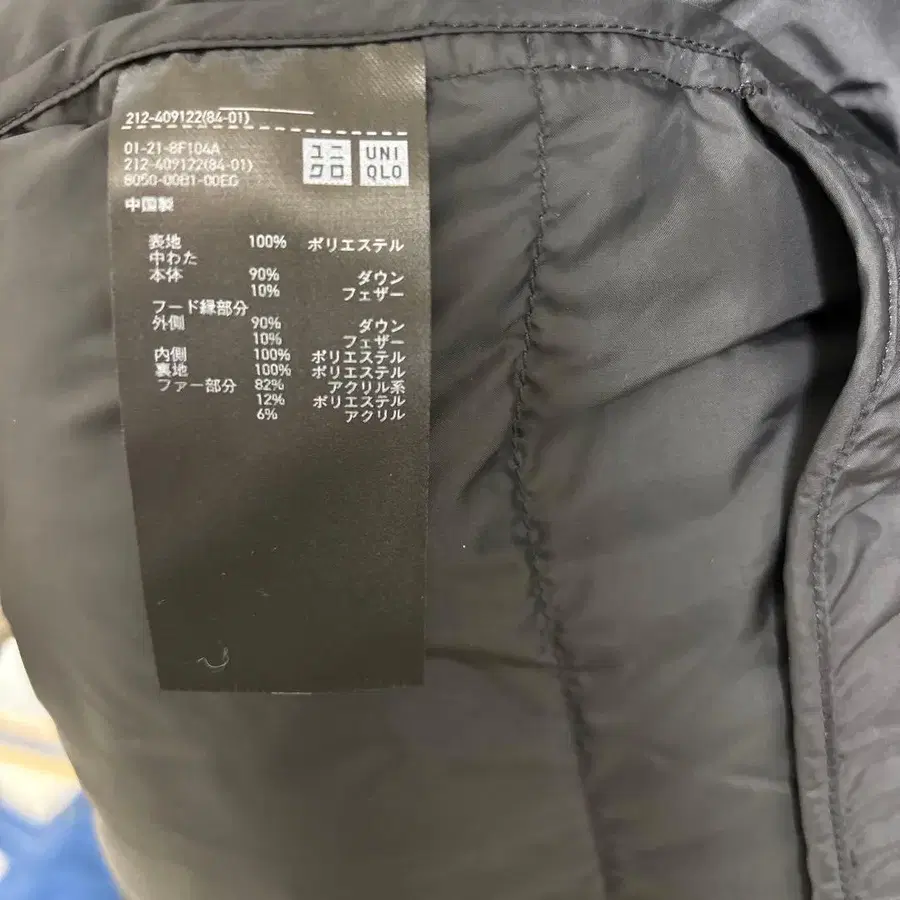 212-409122(84-01)
01-21-8F104A
212-409122(84-01)
8050-00B1-00EG
ユニクロ
UNIQLO
中国製
表地 100% ポリエステル
中わた
本体 90% ダウン
10% フェザー
フード縁部分
外側 90% ダウン
10% フェザー
内側 100% ポリエステル
裏地 100% ポリエステル
ファー部分 82% アクリル系
12% ポリエステル
6% アクリル